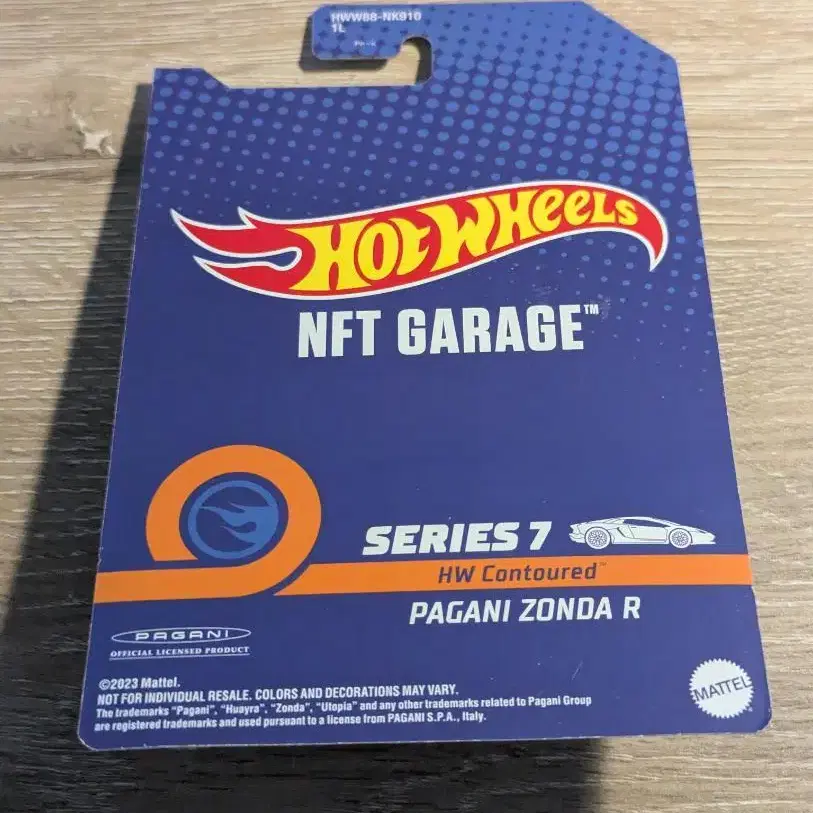 HWW88-NK910
1L
HOT WHEELS
NFT GARAGE™
SERIES 7
HW Contoured™
PAGANI ZONDA R
PAGANI
OFFICIAL LICENSED PRODUCT
©2023 Mattel.
NOT FOR INDIVIDUAL RESALE. COLORS AND DECORATIONS MAY VARY.
The trademarks "Pagani", "Huayra", "Zonda", "Utopia" and any other trademarks related to Pagani Group
are registered trademarks and used pursuant to a license from PAGANI S.P.A., Italy.
MATTEL